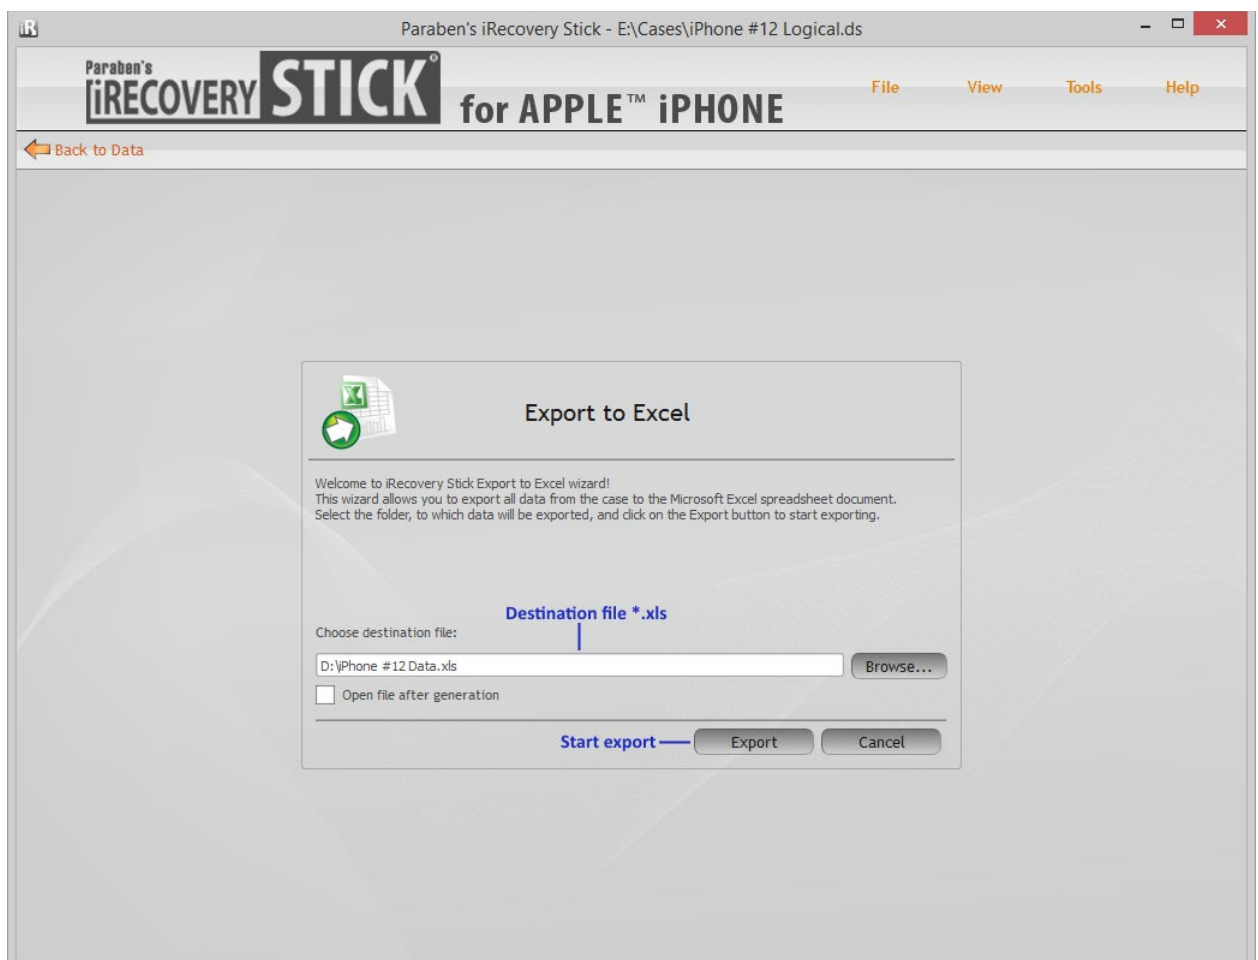 iR
Paraben's iRecovery Stick - E:\Cases\iPhone #12 Logical.ds
Paraben's
iRECOVERY STICK® for APPLE™ iPHONE
File View Tools Help
Back to Data
Export to Excel
Welcome to iRecovery Stick Export to Excel wizard!
This wizard allows you to export all data from the case to the Microsoft Excel spreadsheet document.
Select the folder, to which data will be exported, and click on the Export button to start exporting.
Destination file *.xls
Choose destination file:
D:\iPhone #12 Data.xls
Browse...
Open file after generation
Start export
Export
Cancel